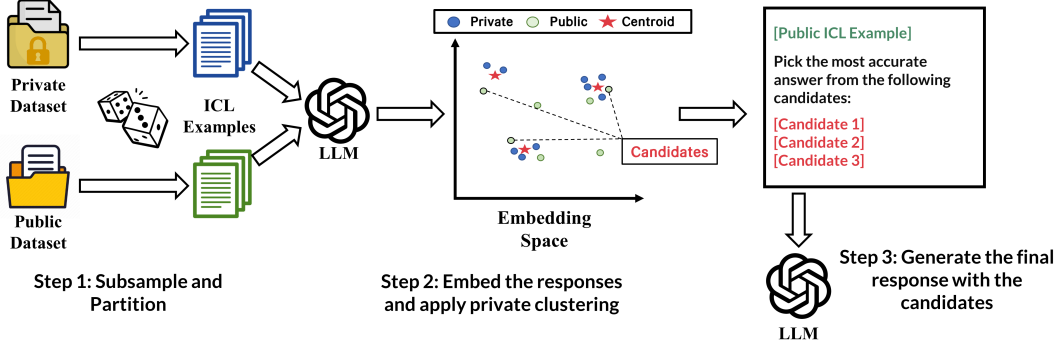 Private
Dataset
ICL
Examples
Public
Dataset
LLM
Step 1: Subsample and
Partition
Private
Public
Centroid
Candidates
Embedding
Space
Step 2: Embed the responses
and apply private clustering
[Public ICL Example]
Pick the most accurate
answer from the following
candidates:
[Candidate 1]
[Candidate 2]
[Candidate 3]
LLM
Step 3: Generate the final
response with the
candidates